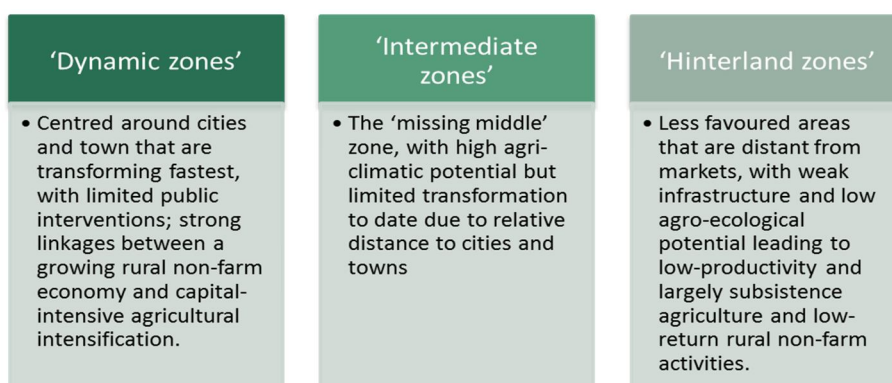 ‘Dynamic zones’
• Centred around cities
and town that are
transforming fastest,
with limited public
interventions; strong
linkages between a
growing rural non-farm
economy and capital-
intensive agricultural
intensification.
‘Intermediate
zones’
• The ‘missing middle’
zone, with high agri-
climatic potential but
limited transformation
to date due to relative
distance to cities and
towns
‘Hinterland zones’
• Less favoured areas
that are distant from
markets, with weak
infrastructure and low
agro-ecological
potential leading to
low-productivity and
largely subsistence
agriculture and low-
return rural non-farm
activities.